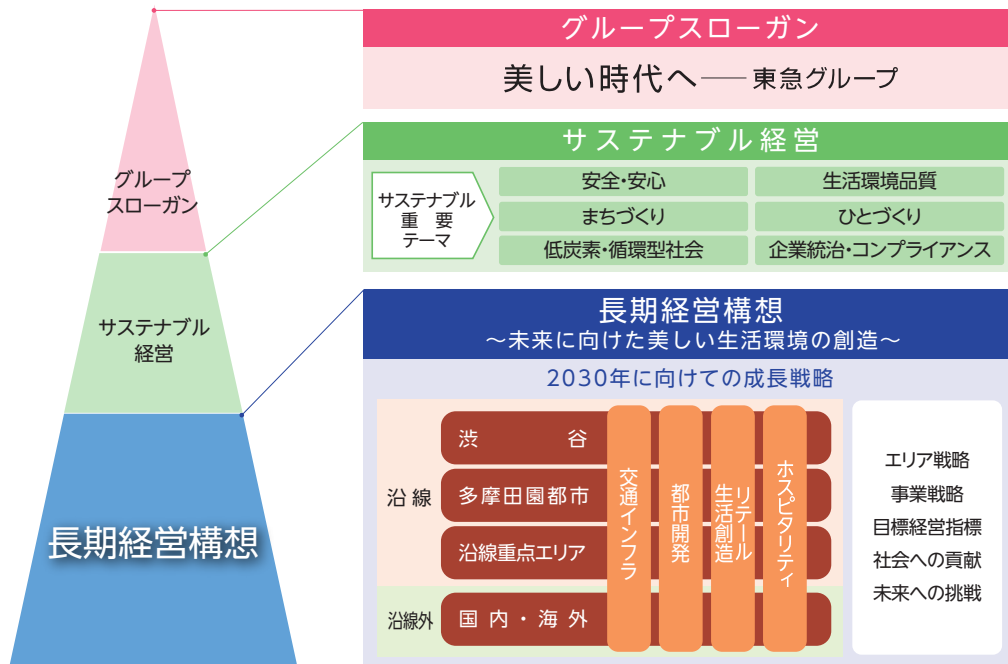 グループ
スローガン
サステナブル
経営
長期経営構想
グループスローガン
美しい時代へ──東急グループ
サステナブル経営
サステナブル
重要
テーマ
安全・安心
生活環境品質
まちづくり
ひとづくり
低炭素・循環型社会
企業統治・コンプライアンス
長期経営構想
～未来に向けた美しい生活環境の創造～
2030年に向けての成長戦略
沿線
渋谷
多摩田園都市
沿線重点エリア
沿線外
国内・海外
交通インフラ
都市開発
リテール
生活創造
ホスピタリティ
エリア戦略
事業戦略
目標経営指標
社会への貢献
未来への挑戦